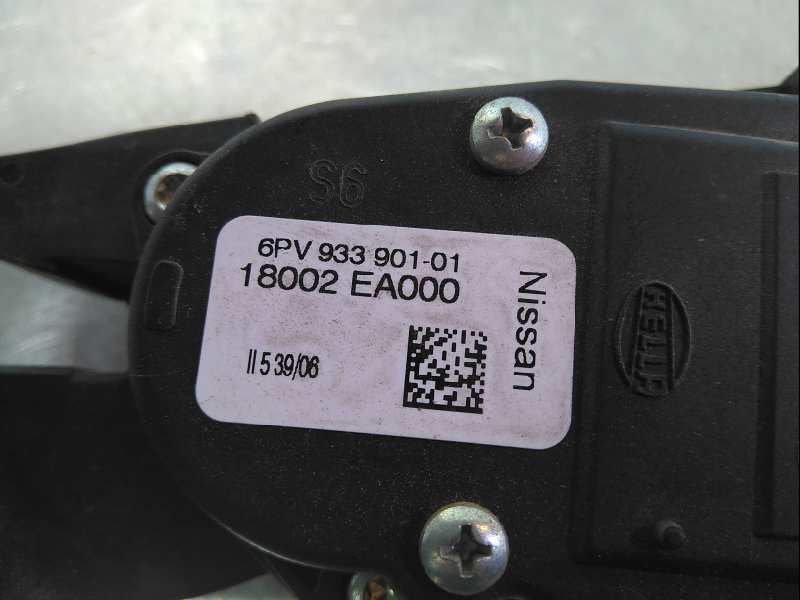 S6
6PV 933 901-01
18002 EA000
II 5 39/06
Nissan
HELLA